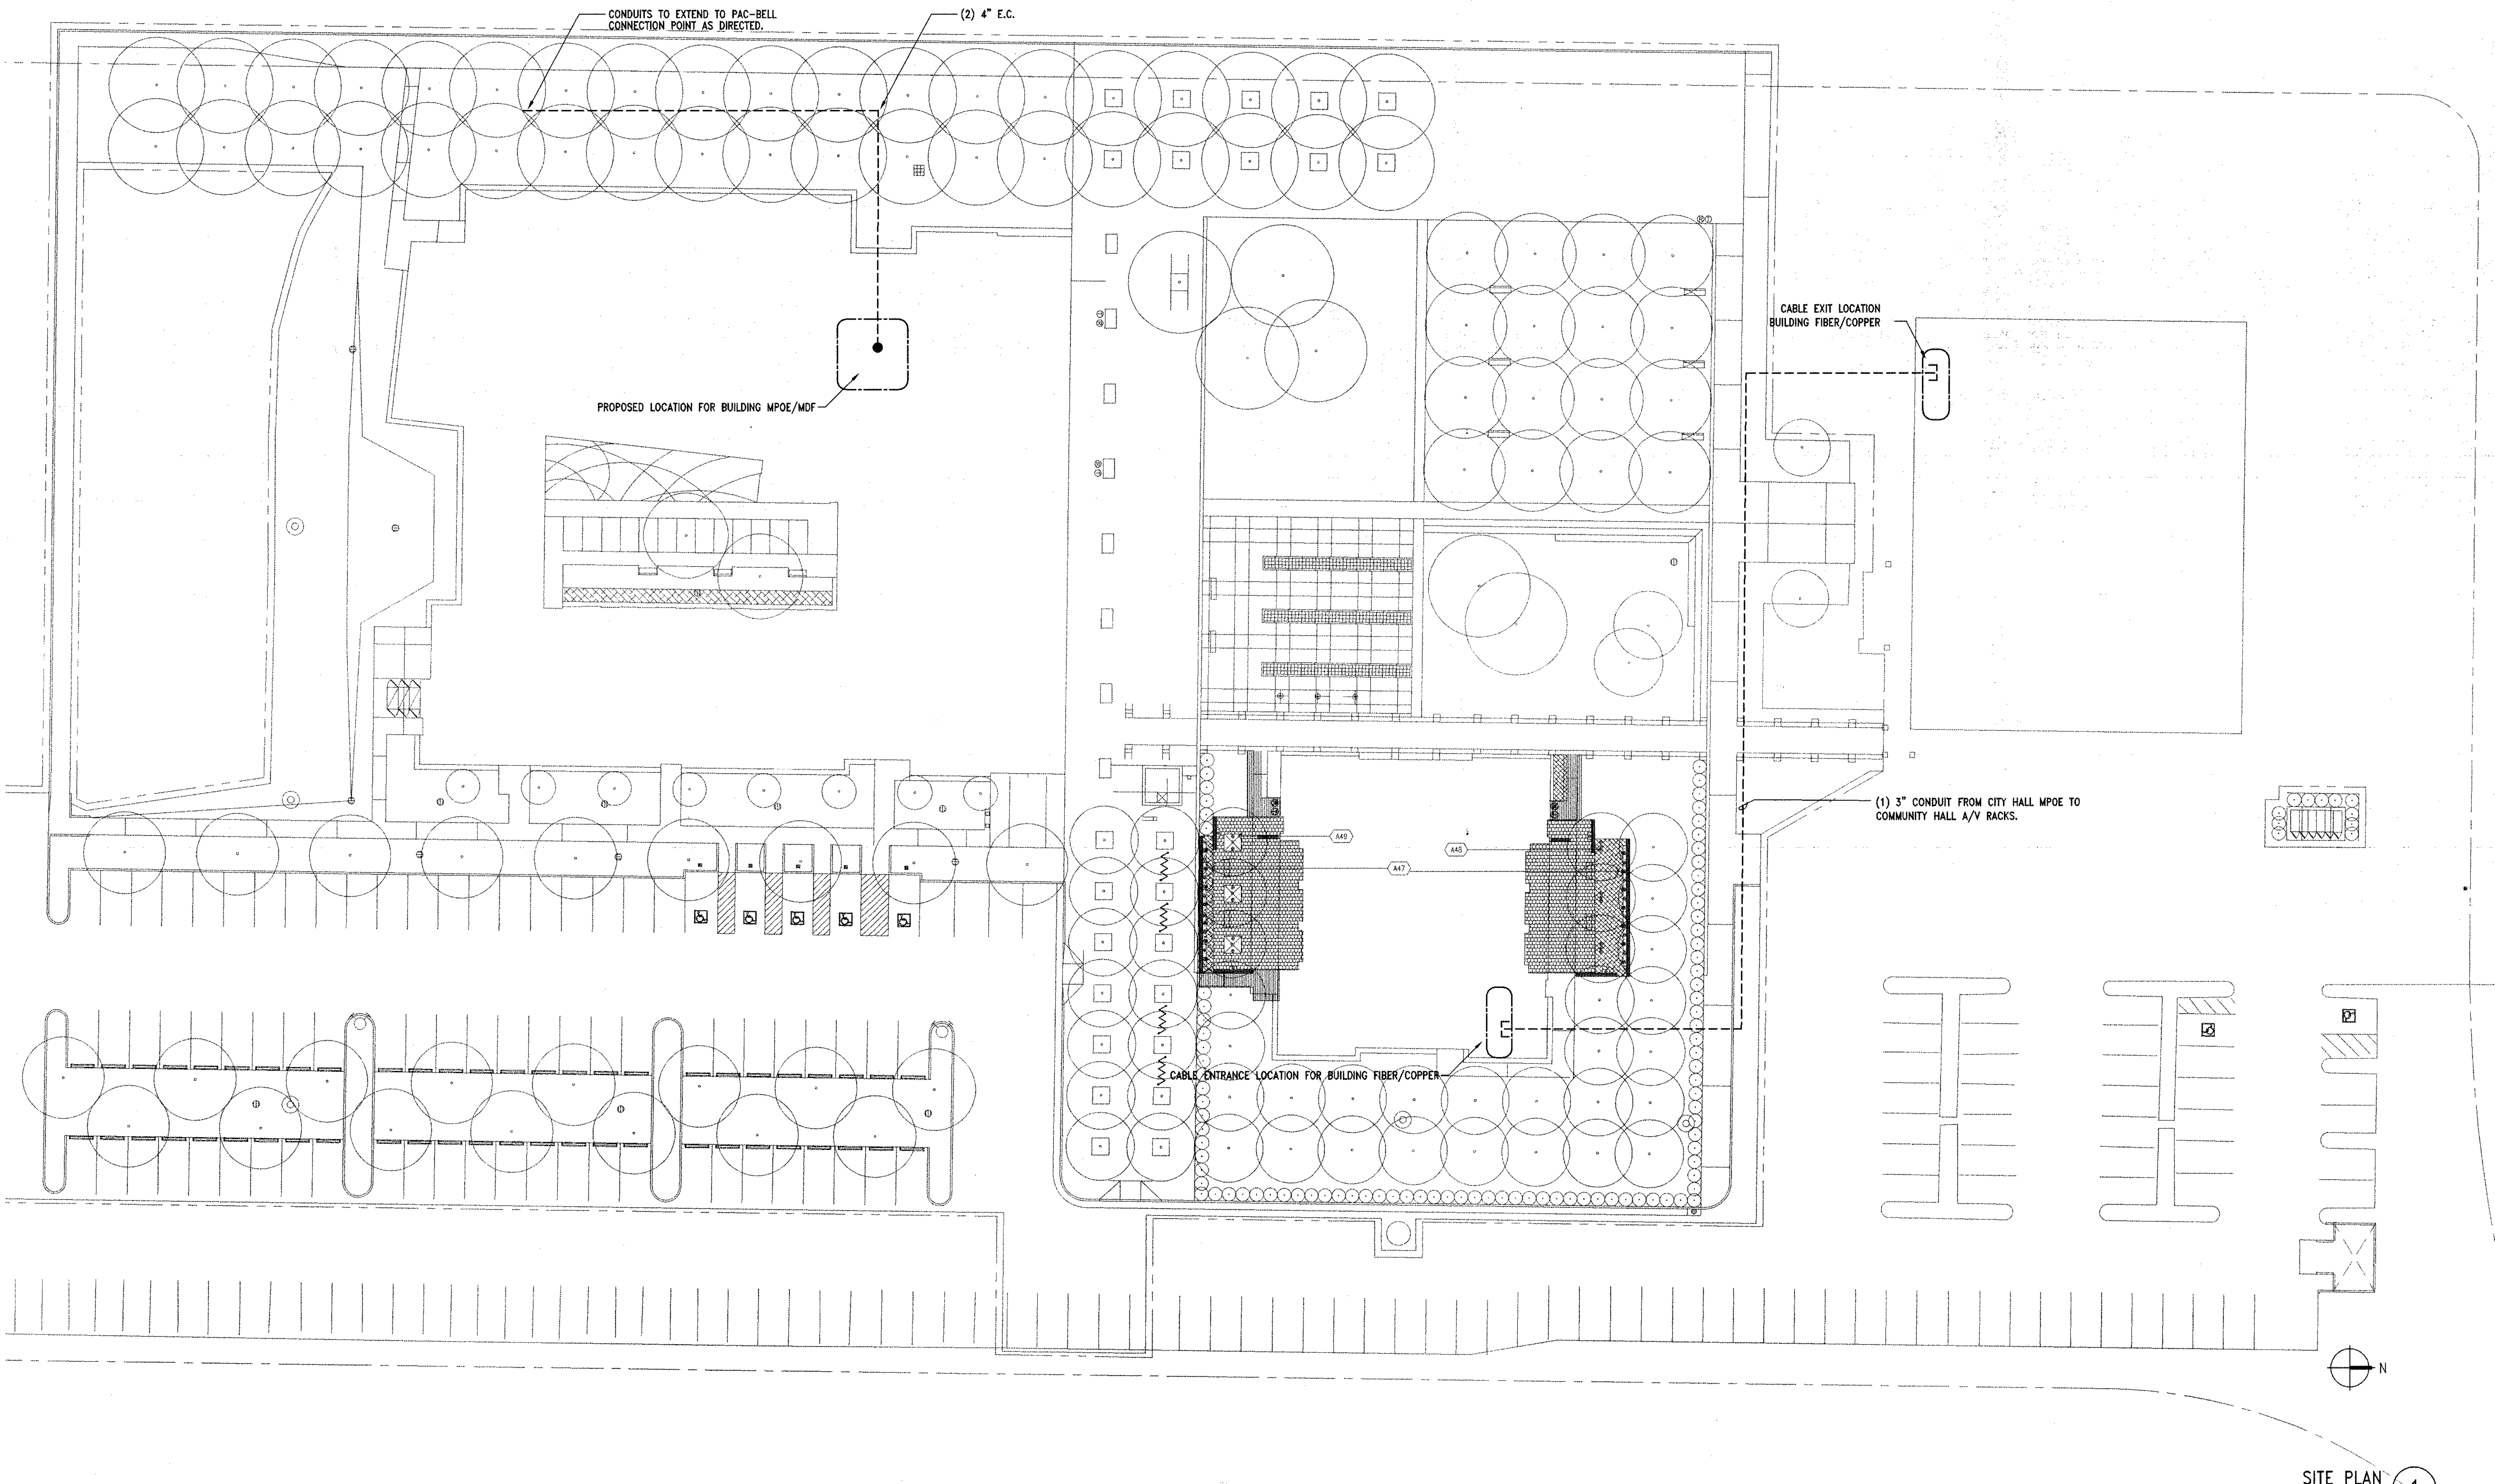 CONDUITS TO EXTEND TO PAC-BELL
CONNECTION POINT AS DIRECTED.
(2) 4" E.C.
CABLE EXIT LOCATION
BUILDING FIBER/COPPER
PROPOSED LOCATION FOR BUILDING MPOE/MDF
(1) 3" CONDUIT FROM CITY HALL MPOE TO
COMMUNITY HALL A/V RACKS.
A47
CABLE ENTRANCE LOCATION FOR BUILDING FIBER/COPPER
N
SITE PLAN